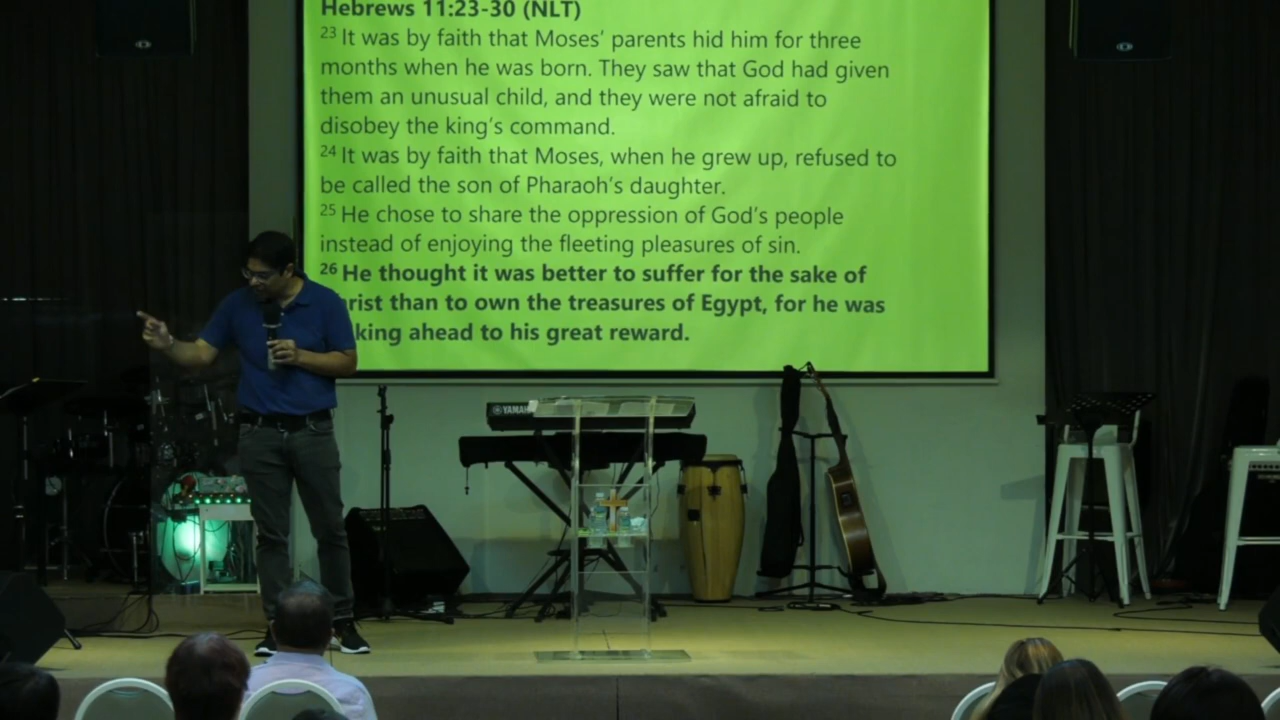 Hebrews 11:23-30 (NLT)
23 It was by faith that Moses’ parents hid him for three
months when he was born. They saw that God had given
them an unusual child, and they were not afraid to
disobey the king’s command.
24 It was by faith that Moses, when he grew up, refused to
be called the son of Pharaoh’s daughter.
25 He chose to share the oppression of God’s people
instead of enjoying the fleeting pleasures of sin.
26 He thought it was better to suffer for the sake of
rist than to own the treasures of Egypt, for he was
king ahead to his great reward.
YAMAH